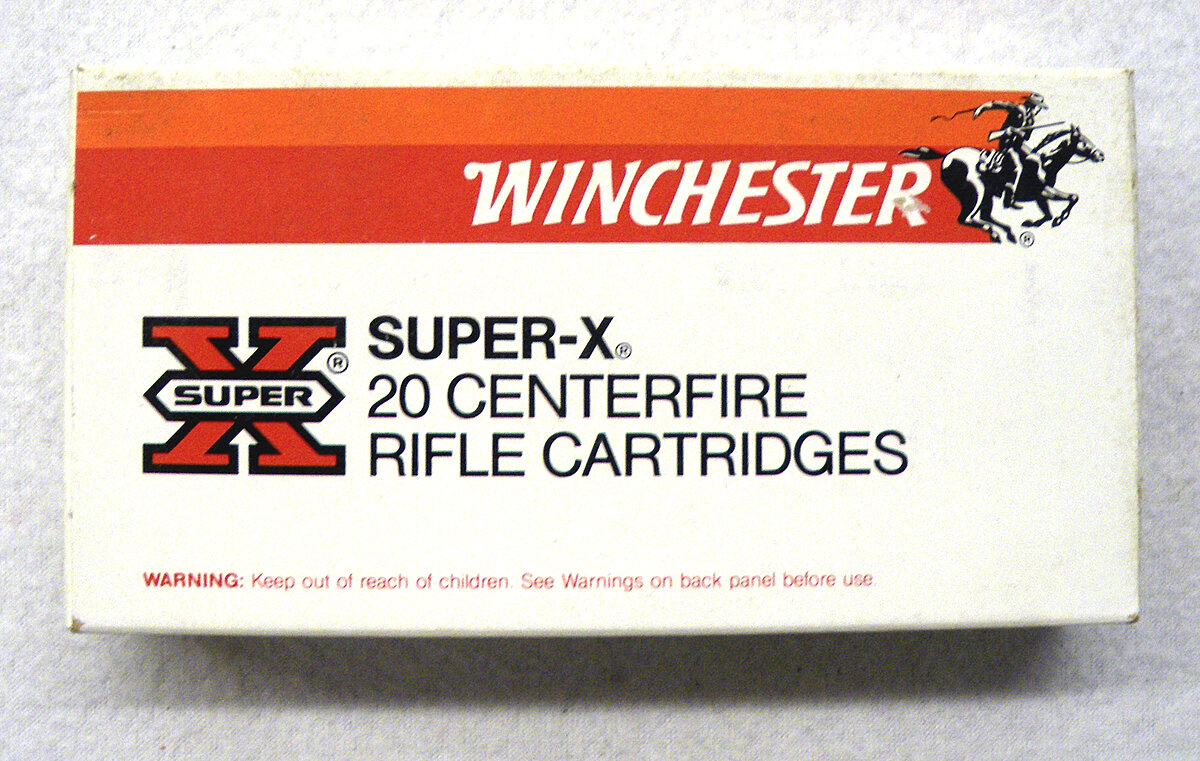 WINCHESTER
®
SUPER
®
SUPER-X®
20 CENTERFIRE
RIFLE CARTRIDGES
WARNING: Keep out of reach of children. See Warnings on back panel before use.